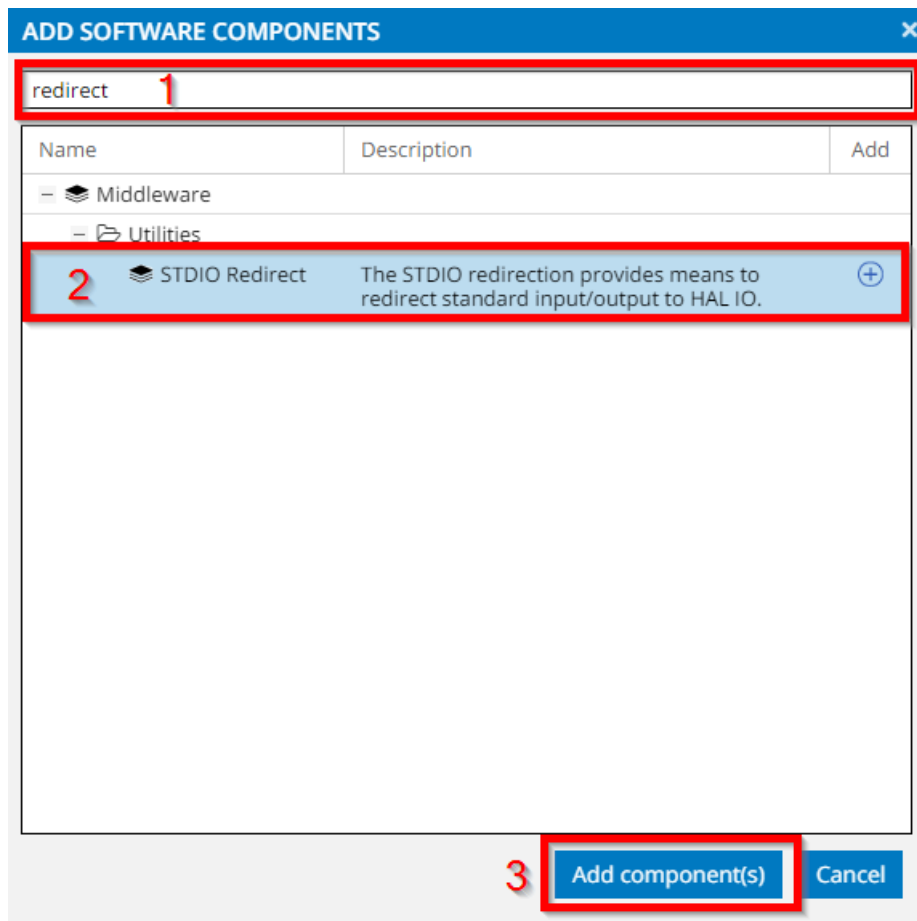 ADD SOFTWARE COMPONENTS ×
redirect 1
Name Description Add
Middleware
Utilities
2 STDIO Redirect The STDIO redirection provides means to
redirect standard input/output to HAL IO.
3 Add component(s) Cancel